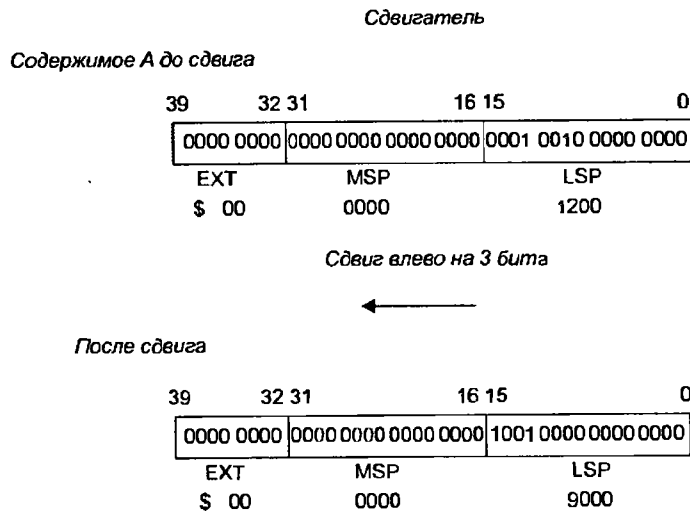 Сдвигатель
Содержимое А до сдвига
39 32 31 16 15 0
0000 0000 0000 0000 0000 0000 0001 0010 0000 0000
EXT MSP LSP
$ 00 0000 1200
Сдвиг влево на 3 бита
После сдвига
39 32 31 16 15 0
0000 0000 0000 0000 0000 0000 1001 0000 0000 0000
EXT MSP LSP
$ 00 0000 9000